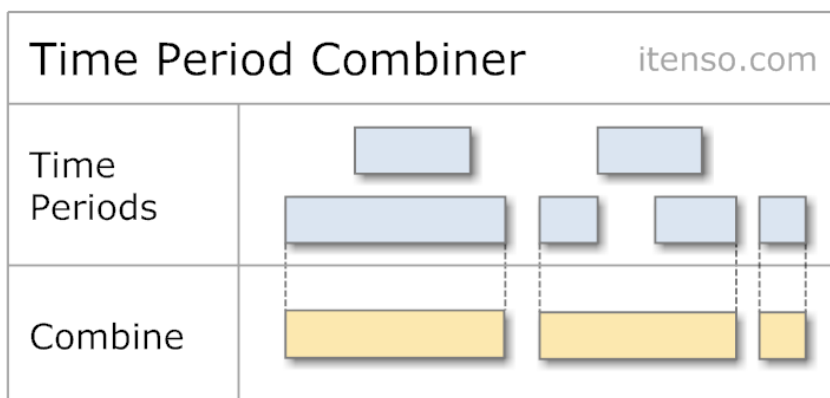 Time Period Combiner
itenso.com
Time
Periods
Combine